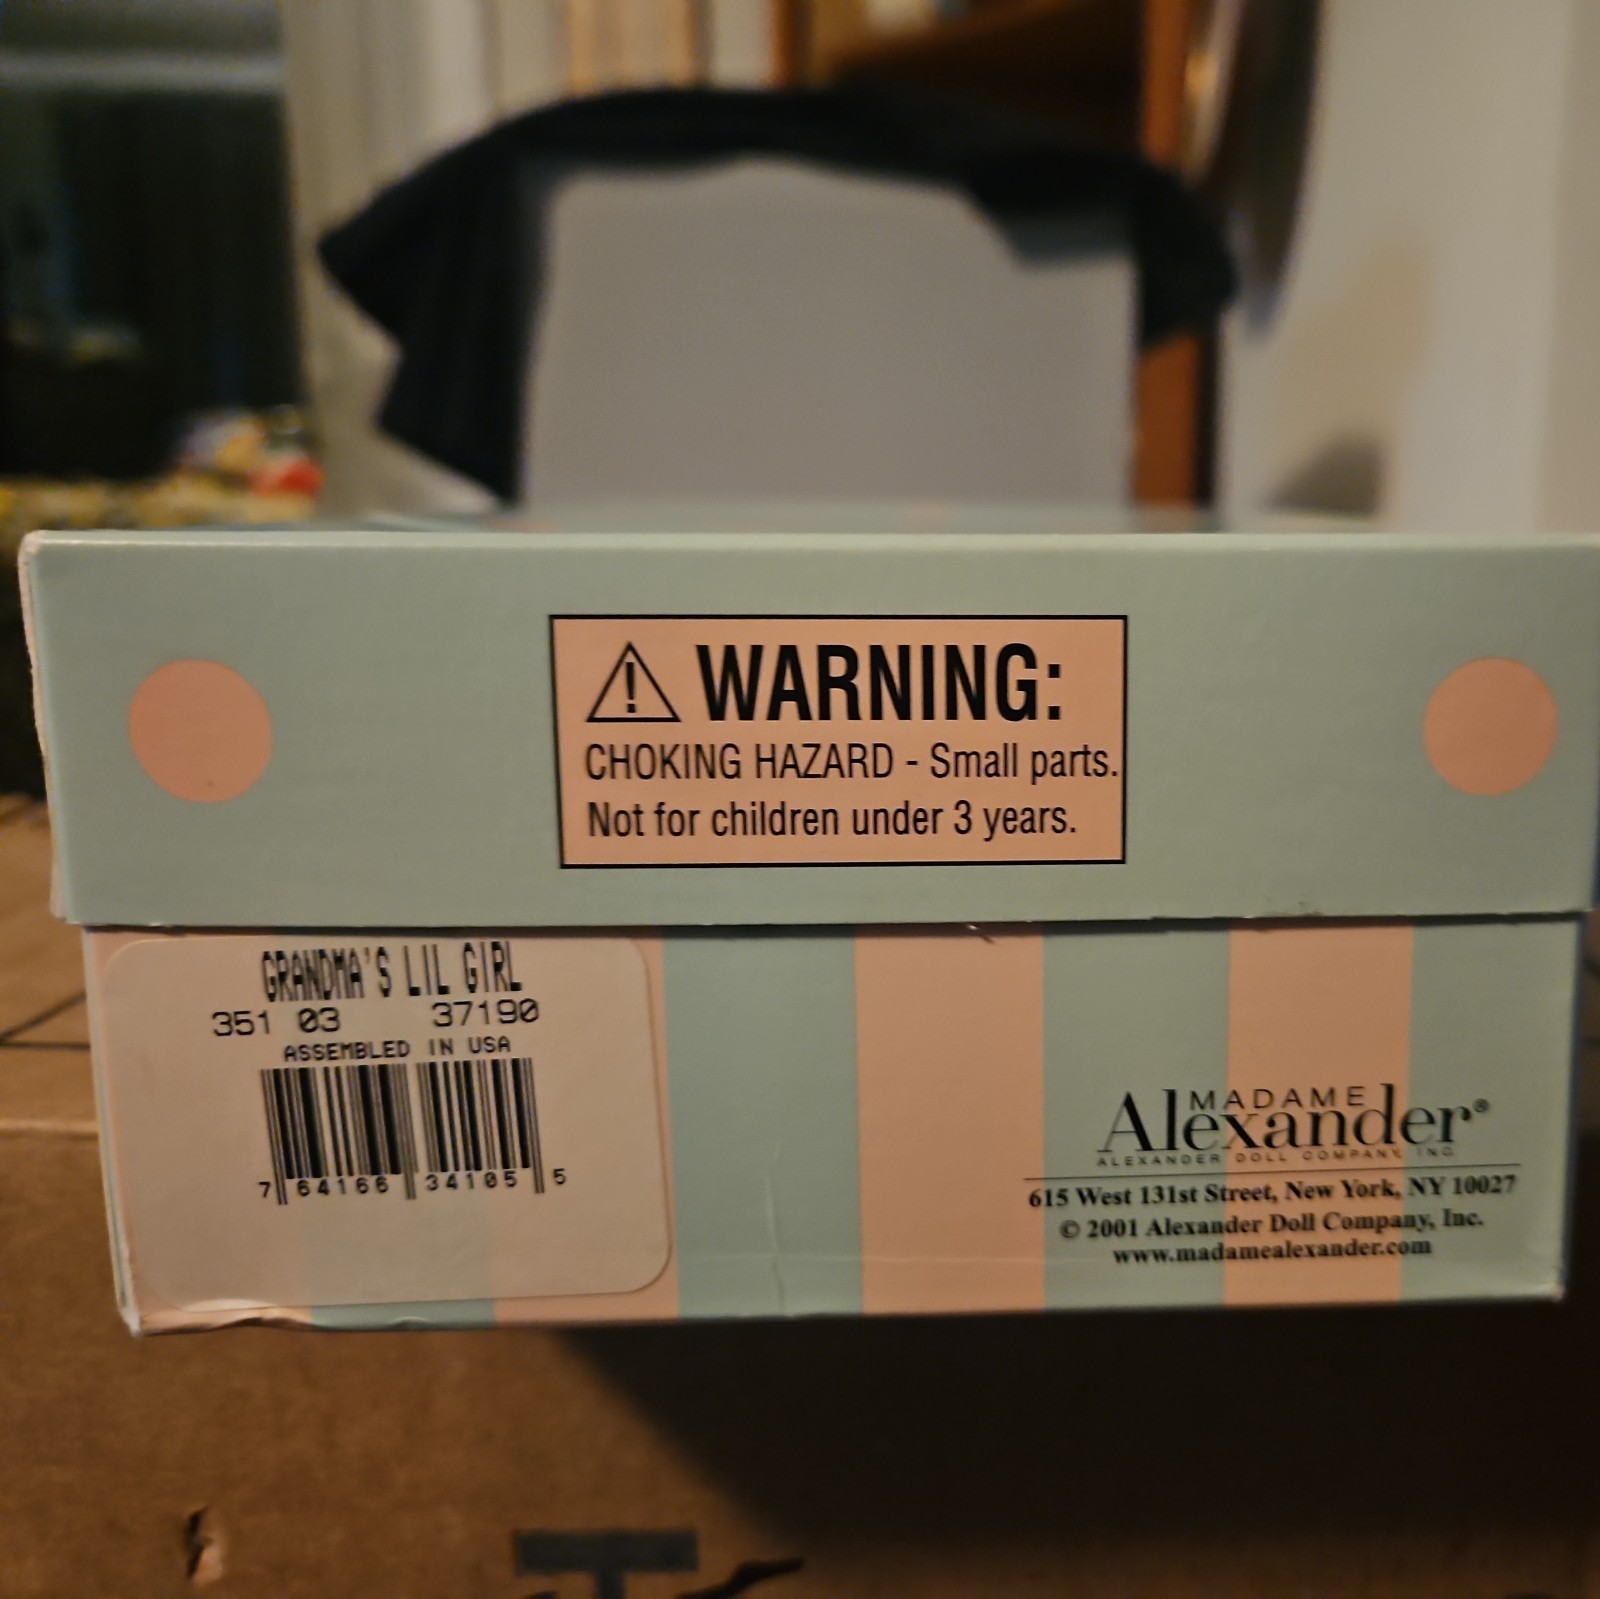 WARNING:
CHOKING HAZARD - Small parts.
Not for children under 3 years.
GRANDMA'S LIL GIRL
351 03 37190
ASSEMBLED IN USA
7 64166 34105 5
MADAME
Alexander®
ALEXANDER DOLL COMPANY, INC.
615 West 131st Street, New York, NY 10027
© 2001 Alexander Doll Company, Inc.
www.madamealexander.com